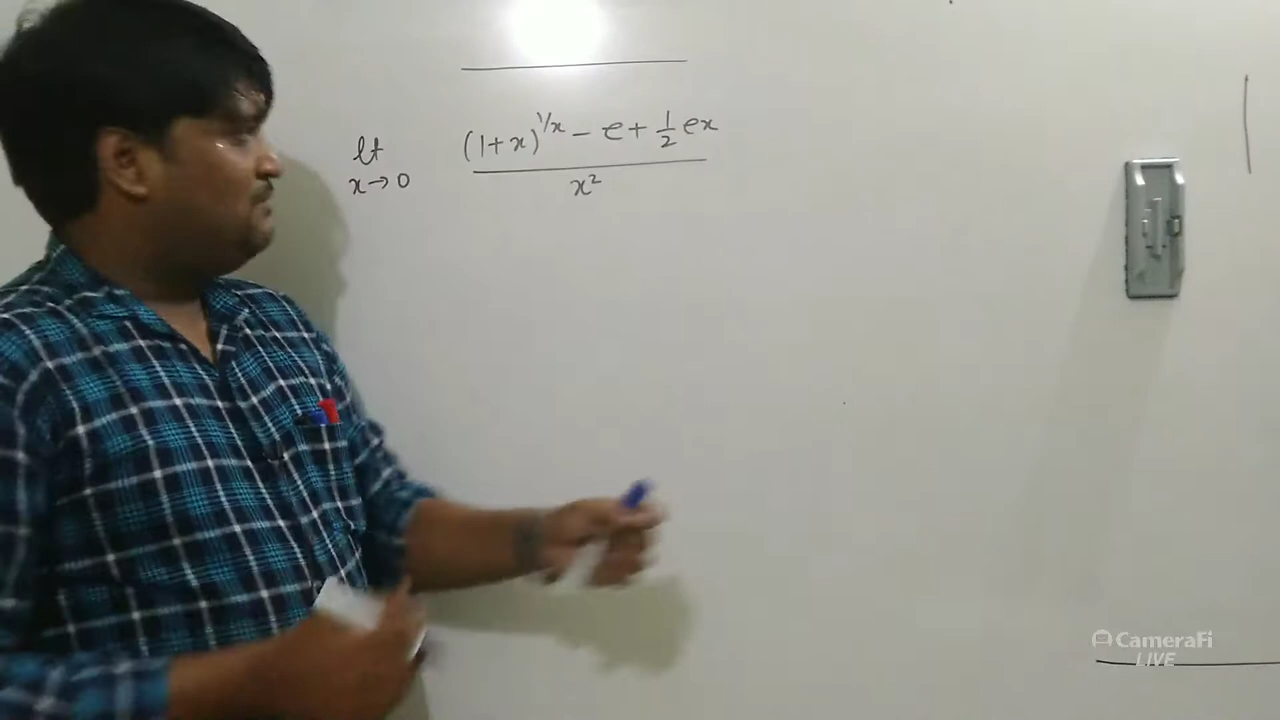 lt x→0 (1+x)^{1/x} - e + 1/2 ex
x²
CameraFi
LIVE